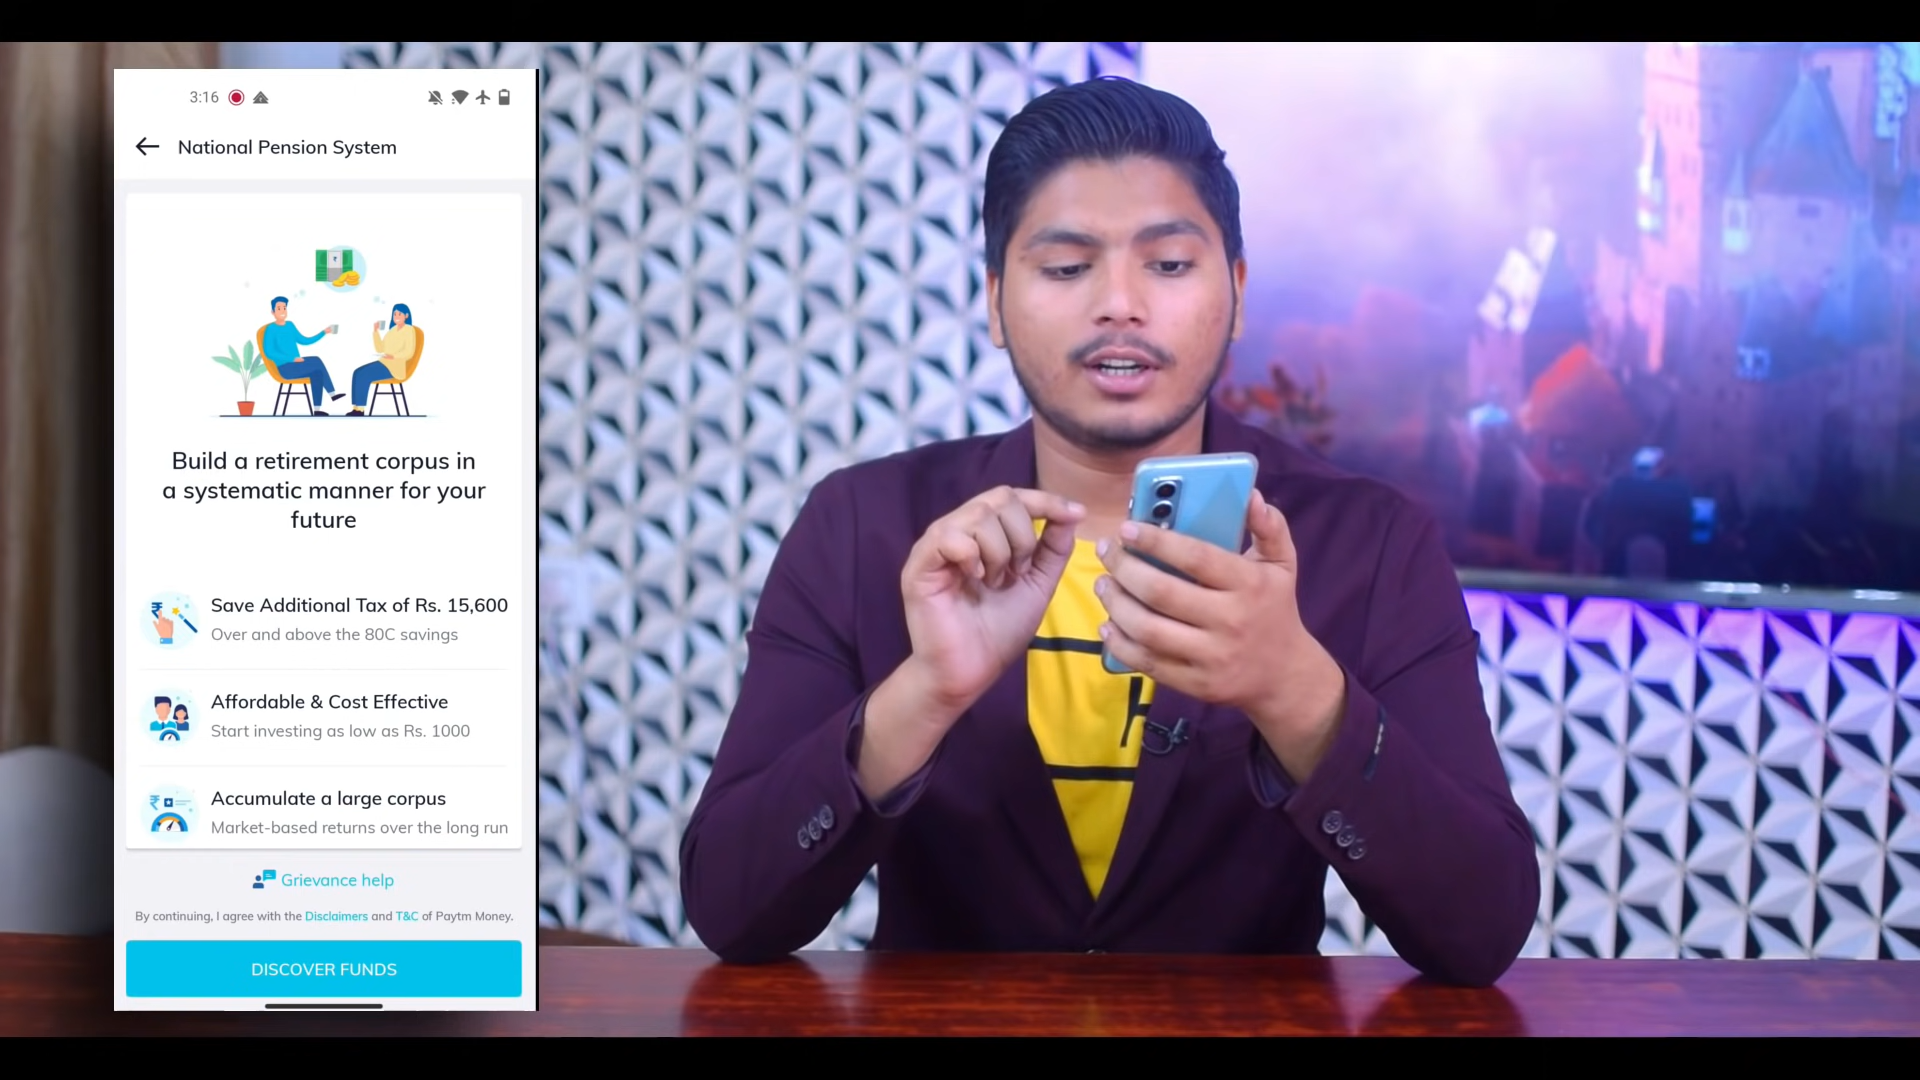 3:16
National Pension System
Build a retirement corpus in
a systematic manner for your
future
Save Additional Tax of Rs. 15,600
Over and above the 80C savings
Affordable & Cost Effective
Start investing as low as Rs. 1000
Accumulate a large corpus
Market-based returns over the long run
Grievance help
By continuing, I agree with the Disclaimers and T&C of Paytm Money.
DISCOVER FUNDS